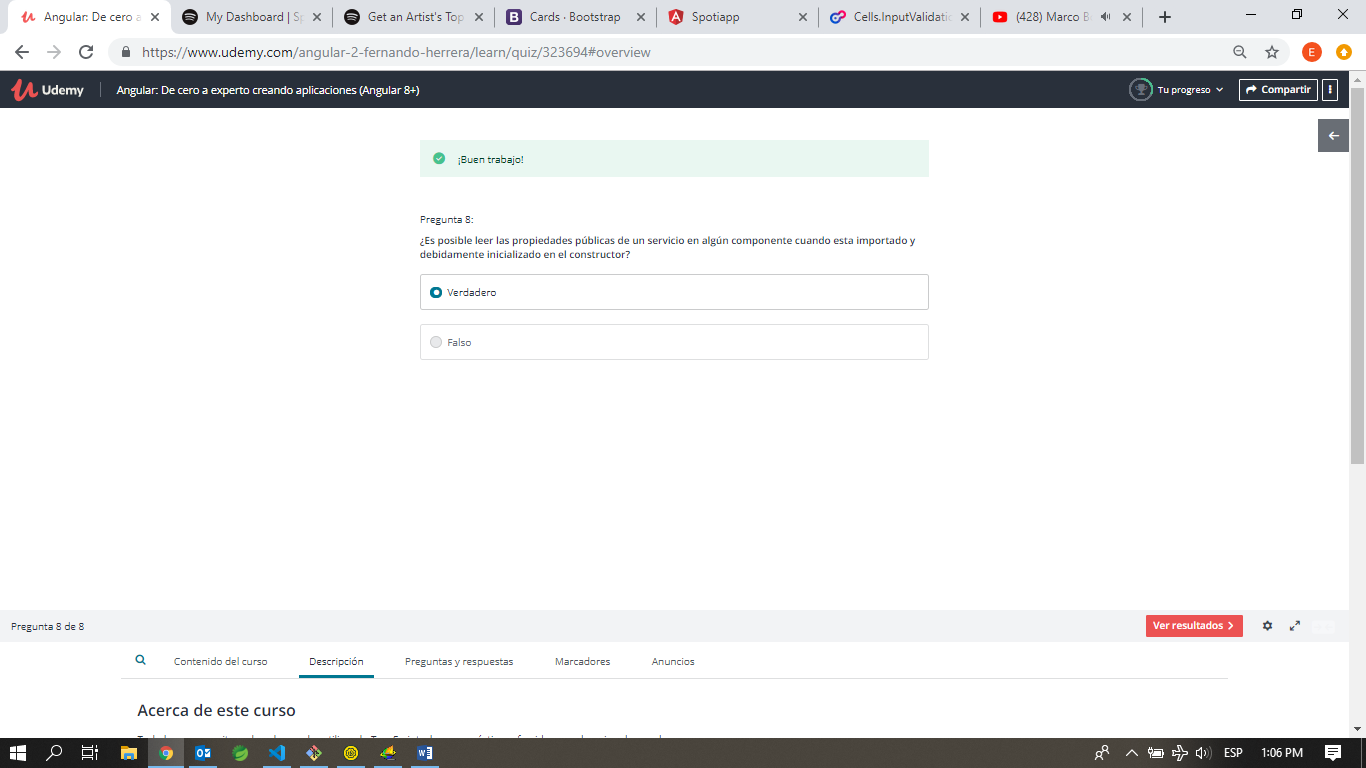 Angular: De cero a
My Dashboard | Sp
Get an Artist's Top
Cards · Bootstrap
Spotiapp
Cells.InputValidati
(428) Marco B
https://www.udemy.com/angular-2-fernando-herrera/learn/quiz/323694#overview
E
Udemy
Angular: De cero a experto creando aplicaciones (Angular 8+)
Tu progreso
Compartir
¡Buen trabajo!
Pregunta 8:
¿Es posible leer las propiedades públicas de un servicio en algún componente cuando esta importado y
debidamente inicializado en el constructor?
Verdadero
Falso
Pregunta 8 de 8
Ver resultados
Contenido del curso
Descripción
Preguntas y respuestas
Marcadores
Anuncios
Acerca de este curso
ESP
1:06 PM